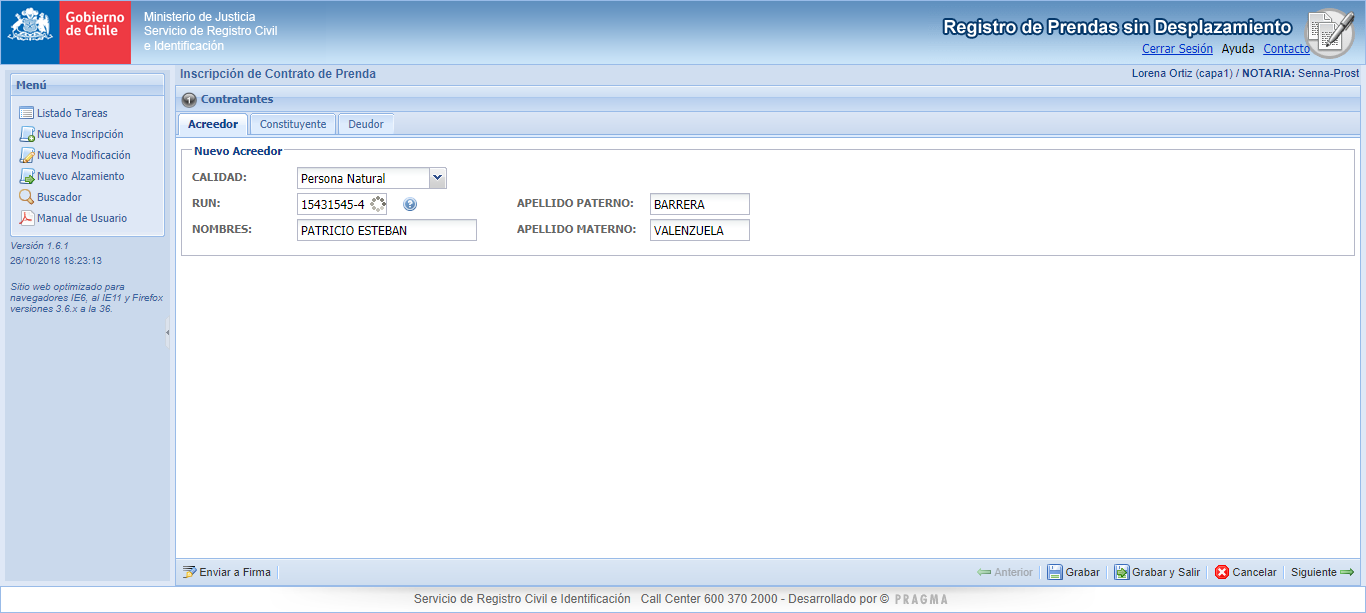 Gobierno
de Chile
Ministerio de Justicia
Servicio de Registro Civil
e Identificación
Registro de Prendas sin Desplazamiento
Cerrar Sesión Ayuda Contacto
Menú
Listado Tareas
Nueva Inscripción
Nueva Modificación
Nuevo Alzamiento
Buscador
Manual de Usuario
Versión 1.6.1
26/10/2018 18:23:13
Sitio web optimizado para
navegadores IE6, al IE11 y Firefox
versiones 3.6.x a la 36.
Inscripción de Contrato de Prenda
Lorena Ortiz (capa1) / NOTARIA: Senna-Prost
Contratantes
Acreedor Constituyente Deudor
Nuevo Acreedor
CALIDAD: Persona Natural
RUN: 15431545-4 APELLIDO PATERNO: BARRERA
NOMBRES: PATRICIO ESTEBAN APELLIDO MATERNO: VALENZUELA
Enviar a Firma Anterior Grabar Grabar y Salir Cancelar Siguiente
Servicio de Registro Civil e Identificación Call Center 600 370 2000 - Desarrollado por © PRAGMA